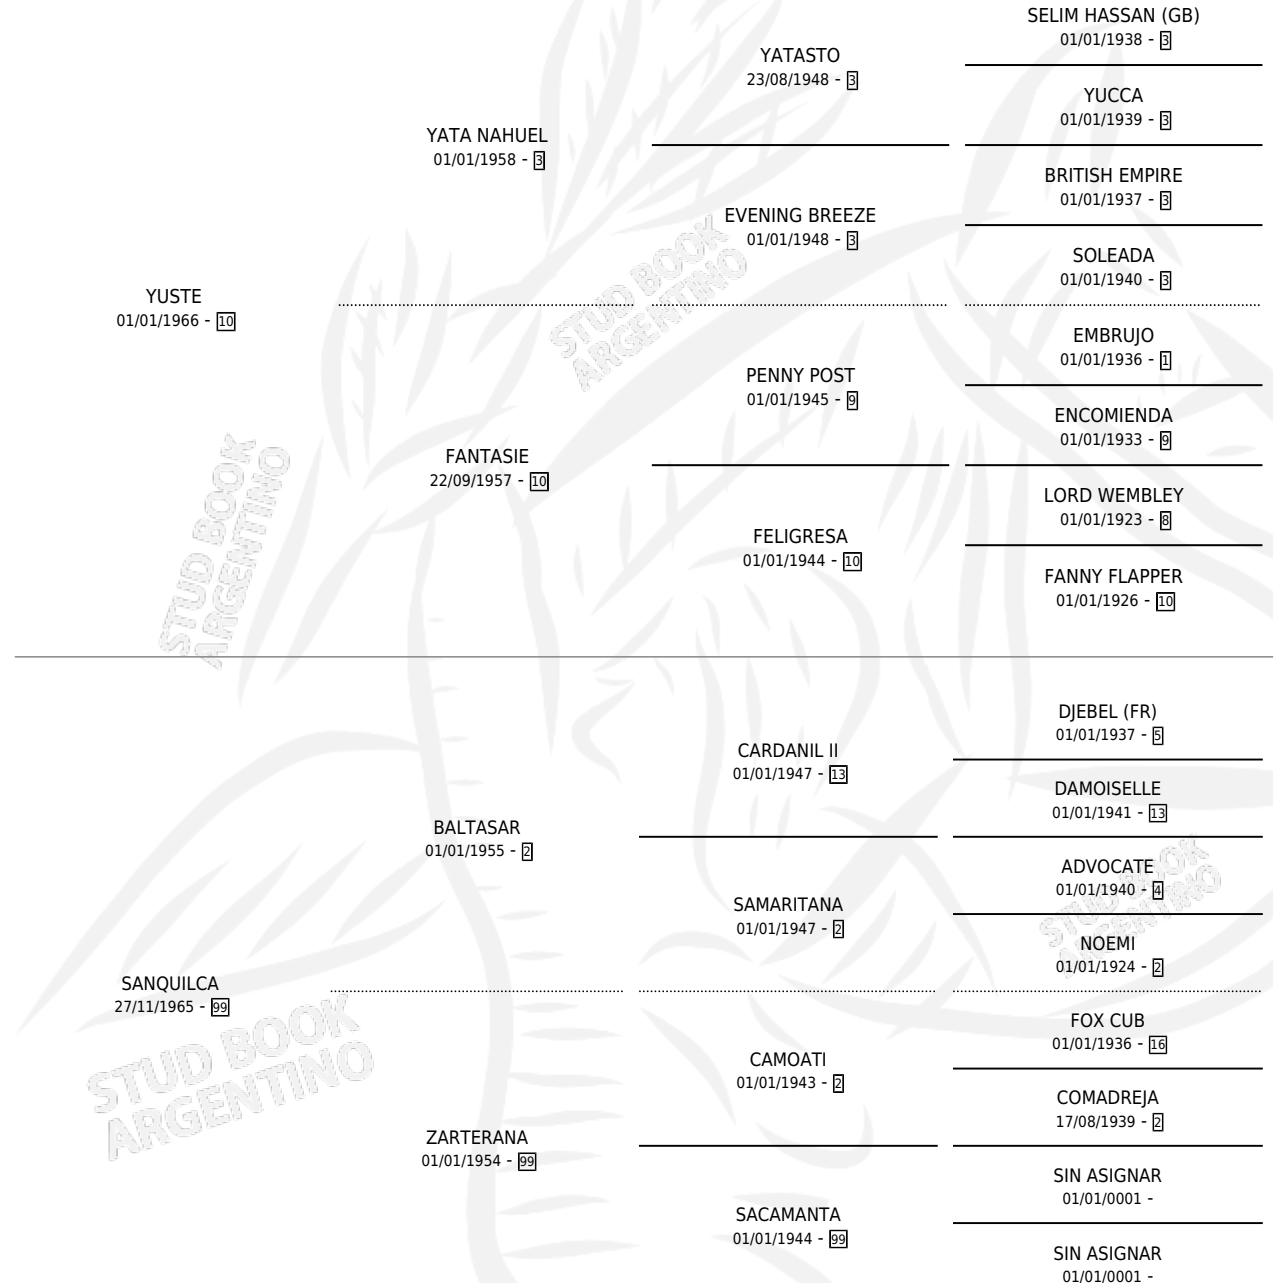 SELIM HASSAN (GB)
01/01/1938 - 3
YATASTO
23/08/1948 - 3
YUCCA
01/01/1939 - 3
YATA NAHUEL
01/01/1958 - 3
BRITISH EMPIRE
01/01/1937 - 3
EVENING BREEZE
01/01/1948 - 3
SOLEADA
01/01/1940 - 3
YUSTE
01/01/1966 - 10
STUD BOOK
ARGENTINO
EMBRUJO
01/01/1936 - 1
PENNY POST
01/01/1945 - 9
ENCOMIENDA
01/01/1933 - 9
FANTASIE
22/09/1957 - 10
LORD WEMBLEY
01/01/1923 - 8
FELIGRESA
01/01/1944 - 10
FANNY FLAPPER
01/01/1926 - 10
STUD BOOK
ARGENTINO
DJEBEL (FR)
01/01/1937 - 5
CARDANIL II
01/01/1947 - 13
DAMOISELLE
01/01/1941 - 13
BALTASAR
01/01/1955 - 2
ADVOCATE
01/01/1940 - 4
SAMARITANA
01/01/1947 - 2
STUD BOOK
ARGENTINO
NOEMI
01/01/1924 - 2
SANQUILCA
27/11/1965 - 99
FOX CUB
01/01/1936 - 16
CAMOATI
01/01/1943 - 2
COMADREJA
17/08/1939 - 2
STUD BOOK
ARGENTINO
ZARTERANA
01/01/1954 - 99
SIN ASIGNAR
01/01/0001 -
SACAMANTA
01/01/1944 - 99
SIN ASIGNAR
01/01/0001 -